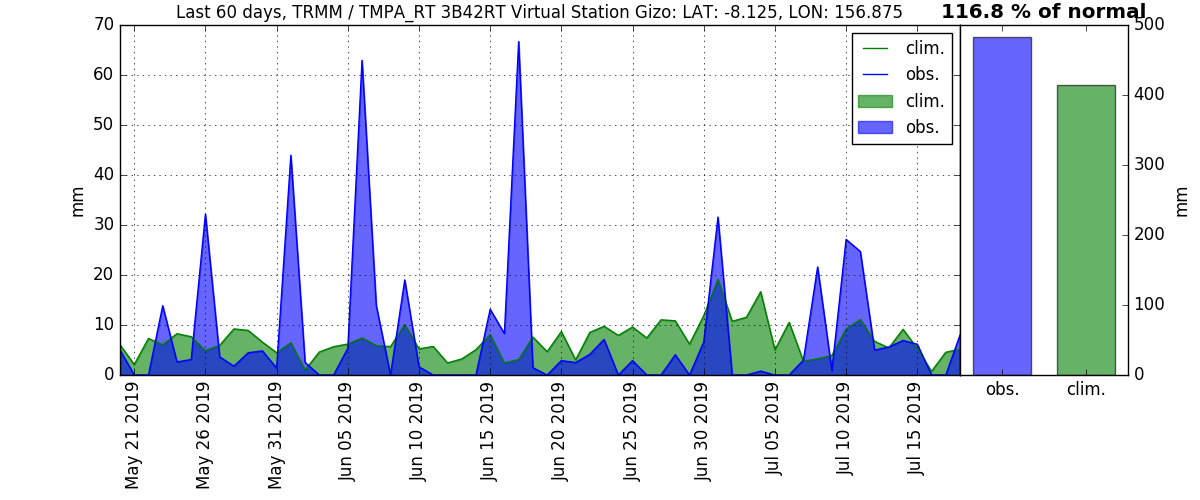 Last 60 days, TRMM / TMPA_RT 3B42RT Virtual Station Gizo: LAT: -8.125, LON: 156.875
116.8 % of normal
70
60
50
40
30
20
10
0
mm
clim.
obs.
clim.
obs.
May 21 2019
May 26 2019
May 31 2019
Jun 05 2019
Jun 10 2019
Jun 15 2019
Jun 20 2019
Jun 25 2019
Jun 30 2019
Jul 05 2019
Jul 10 2019
Jul 15 2019
500
400
300
200
100
0
mm
obs.
clim.